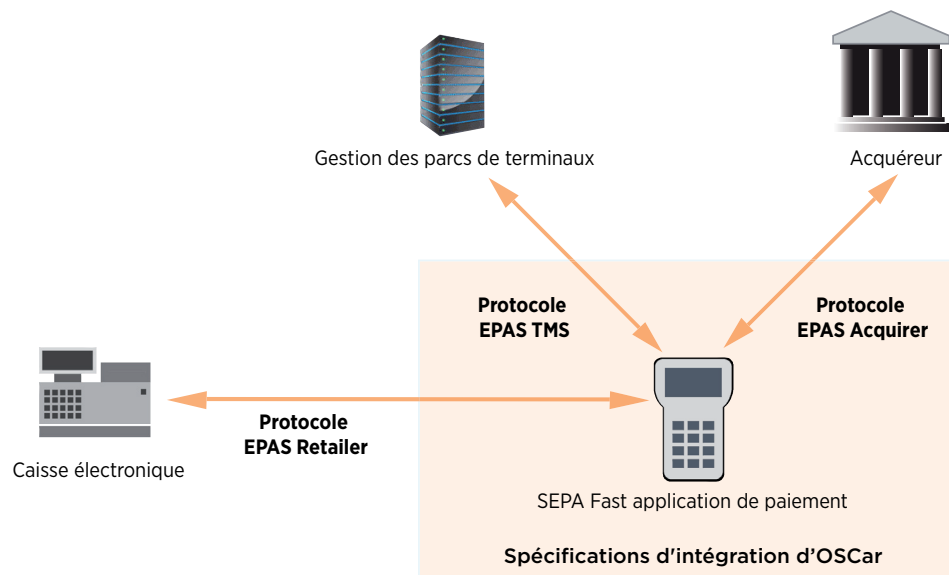 Gestion des parcs de terminaux
Acquéreur
Protocole
EPAS TMS
Protocole
EPAS Acquirer
Protocole
EPAS Retailer
Caisse électronique
SEPA Fast application de paiement
Spécifications d'intégration d'OSCar